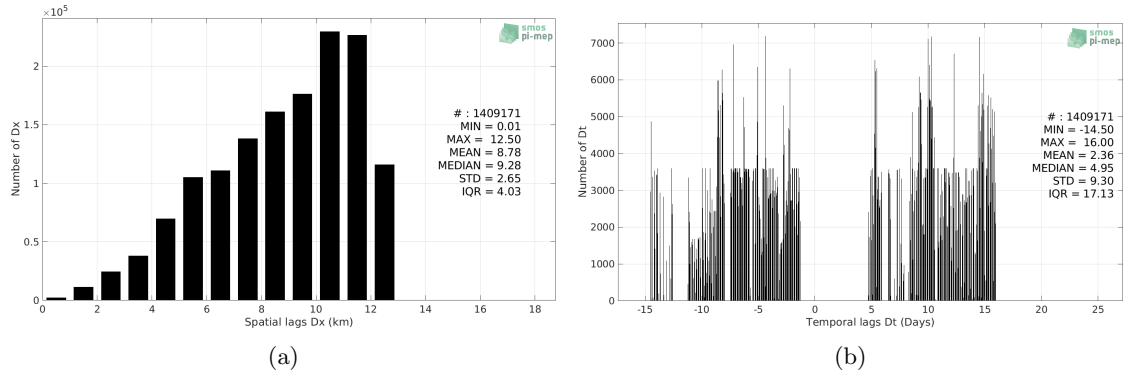 ×10⁵
2
1.5
1
0.5
0
Number of Dx
0 2 4 6 8 10 12 14 16 18
Spatial lags Dx (km)
smos
pi-mep
# : 1409171
MIN = 0.01
MAX = 12.50
MEAN = 8.78
MEDIAN = 9.28
STD = 2.65
IQR = 4.03
(a)
7000
6000
5000
4000
3000
2000
1000
0
Number of Dt
-15 -10 -5 0 5 10 15 20 25
Temporal lags Dt (Days)
smos
pi-mep
# : 1409171
MIN = -14.50
MAX = 16.00
MEAN = 2.36
MEDIAN = 4.95
STD = 9.30
IQR = 17.13
(b)